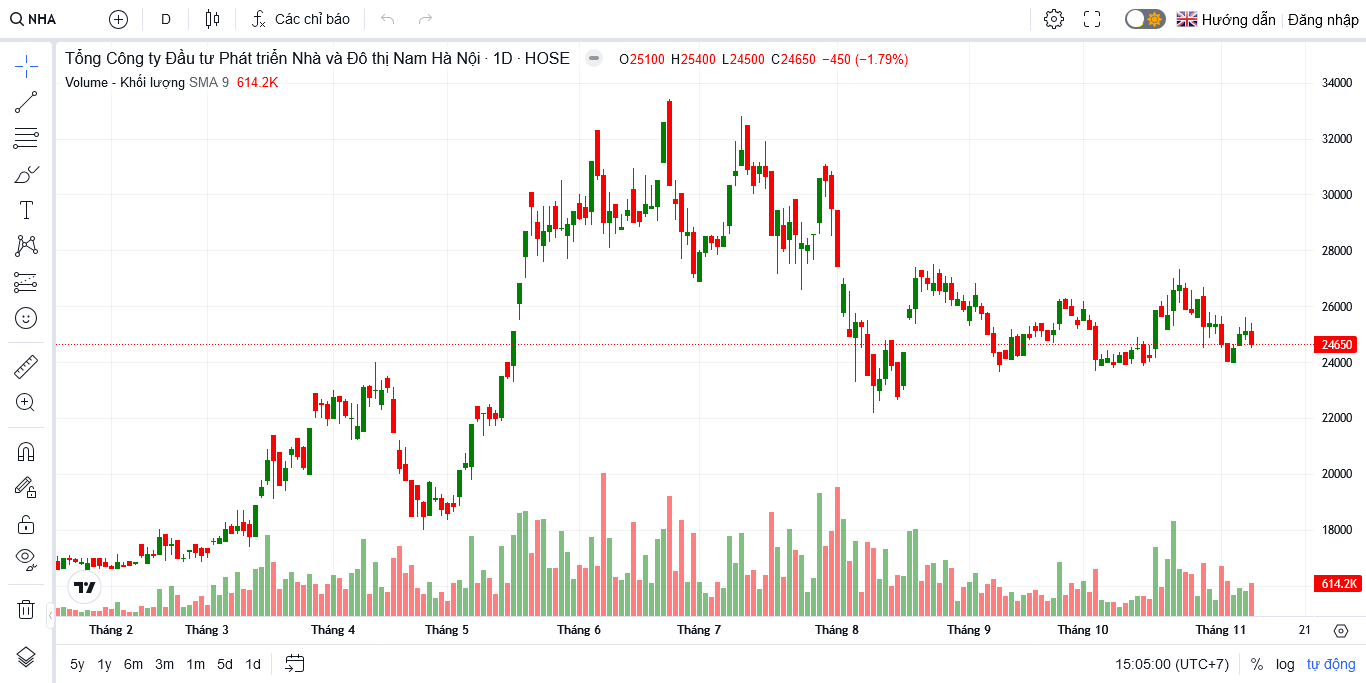 NHA D Các chỉ báo Hướng dẫn Đăng nhập
Tổng Công ty Đầu tư Phát triển Nhà và Đô thị Nam Hà Nội · 1D · HOSE O25100 H25400 L24500 C24650 −450 (−1.79%)
Volume - Khối lượng SMA 9 614.2K
34000
32000
30000
28000
26000
24650
24000
22000
20000
18000
614.2K
Tháng 2 Tháng 3 Tháng 4 Tháng 5 Tháng 6 Tháng 7 Tháng 8 Tháng 9 Tháng 10 Tháng 11 21
5y 1y 6m 3m 1m 5d 1d 15:05:00 (UTC+7) % log tự động